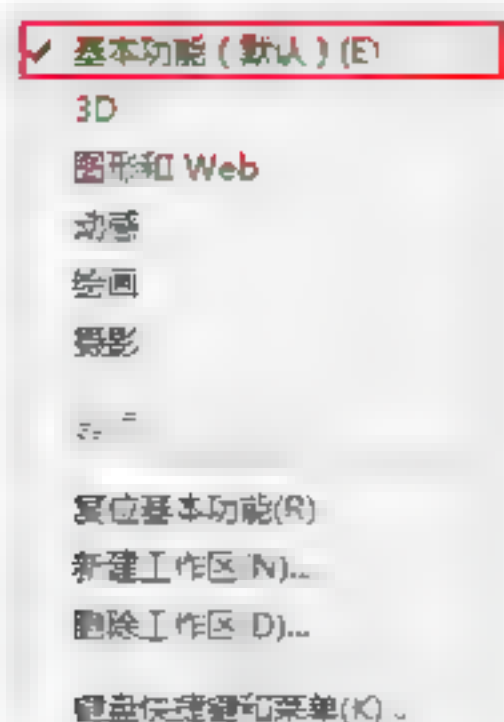 基本功能（默认）(E)
3D
图形和 Web
动感
绘画
摄影
复位基本功能(R)
新建工作区(N)...
删除工作区(D)...
键盘快捷键和菜单(K)...